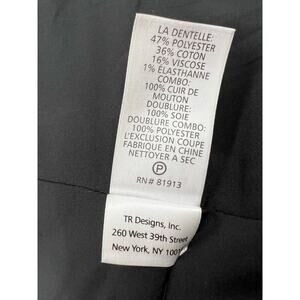 LA DENTELLE:
47% POLYESTER
36% COTON
16% VISCOSE
1% ÉLASTHANNE
COMBO:
100% CUIR DE
MOUTON
DOUBLURE:
100% SOIE
DOUBLURE COMBO:
100% POLYESTER
L'EXCLUSION COUPE
FABRIQUE EN CHINE
NETTOYER A SEC
P
RN# 81913
TR Designs, Inc.
260 West 39th Street
New York, NY